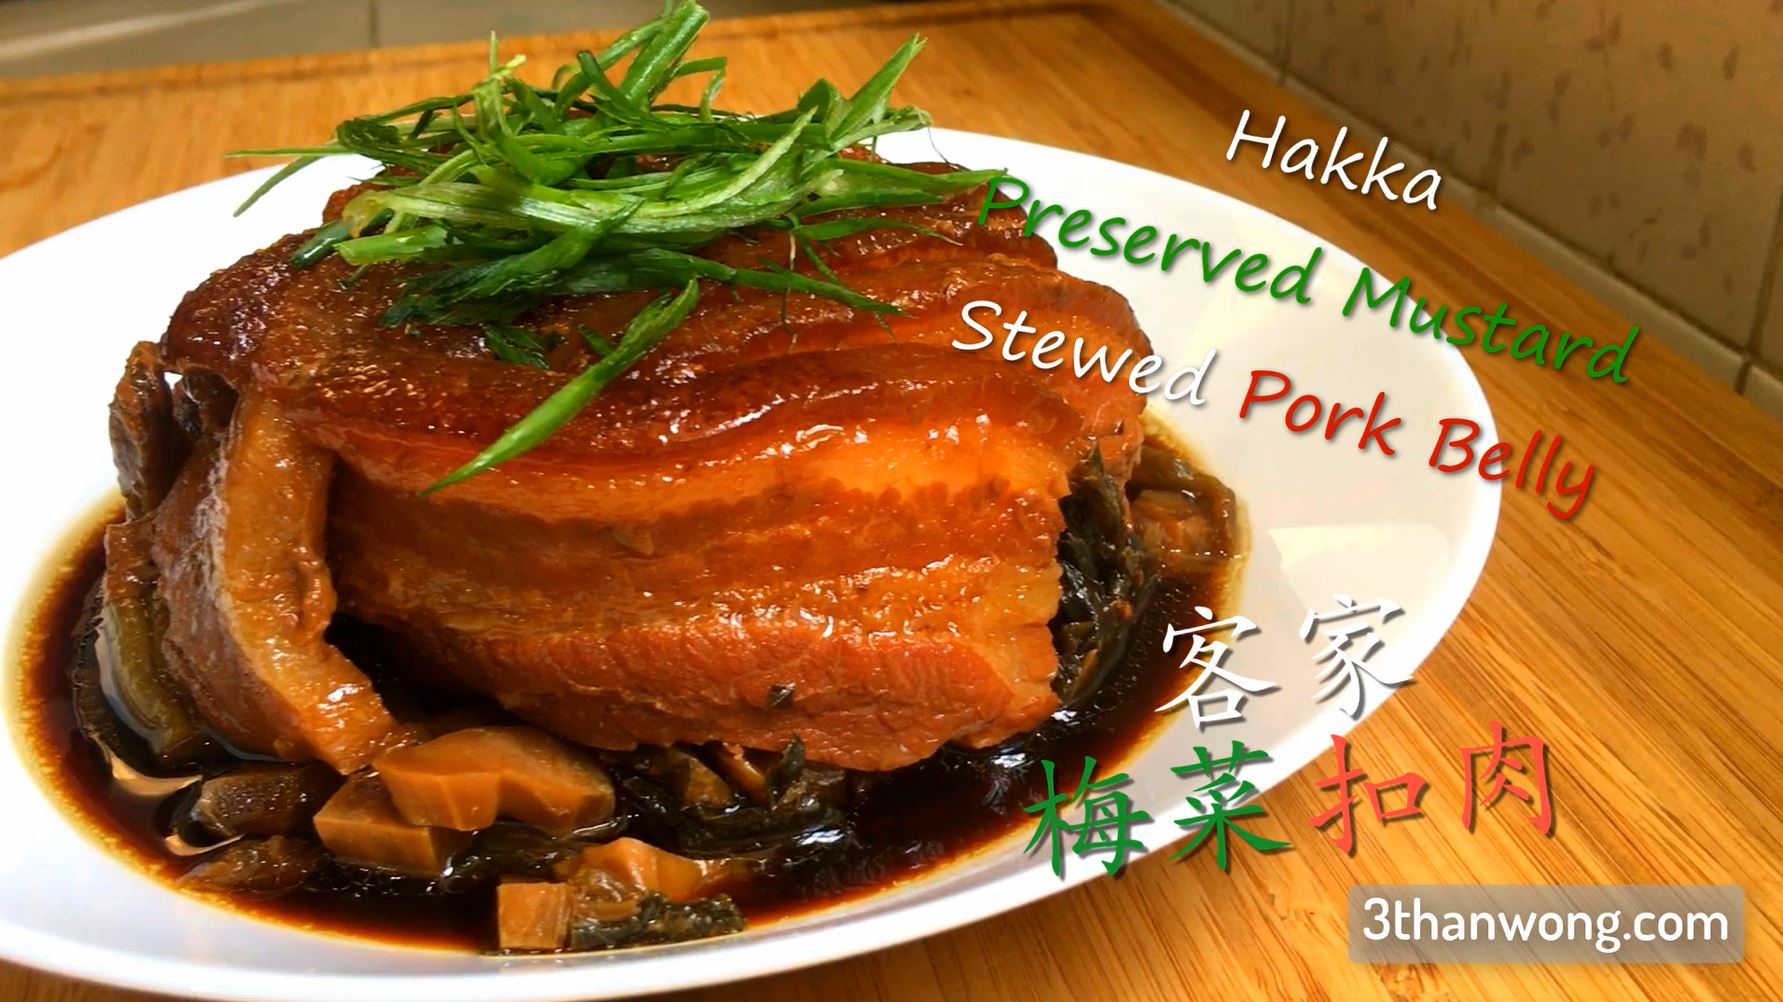 Hakka
Preserved Mustard
Stewed Pork Belly
客家
梅菜扣肉
3thanwong.com